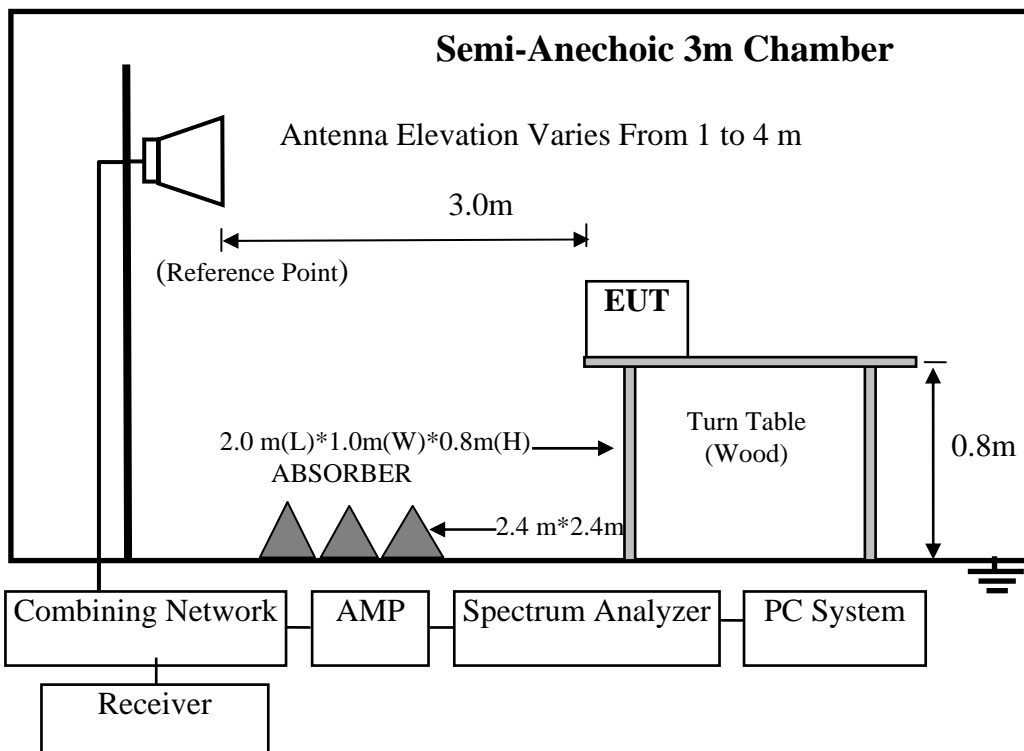 Semi-Anechoic 3m Chamber
Antenna Elevation Varies From 1 to 4 m
3.0m
(Reference Point)
EUT
Turn Table
(Wood)
2.0 m(L)*1.0m(W)*0.8m(H)
ABSORBER
0.8m
2.4 m*2.4m
Combining Network
AMP
Spectrum Analyzer
PC System
Receiver